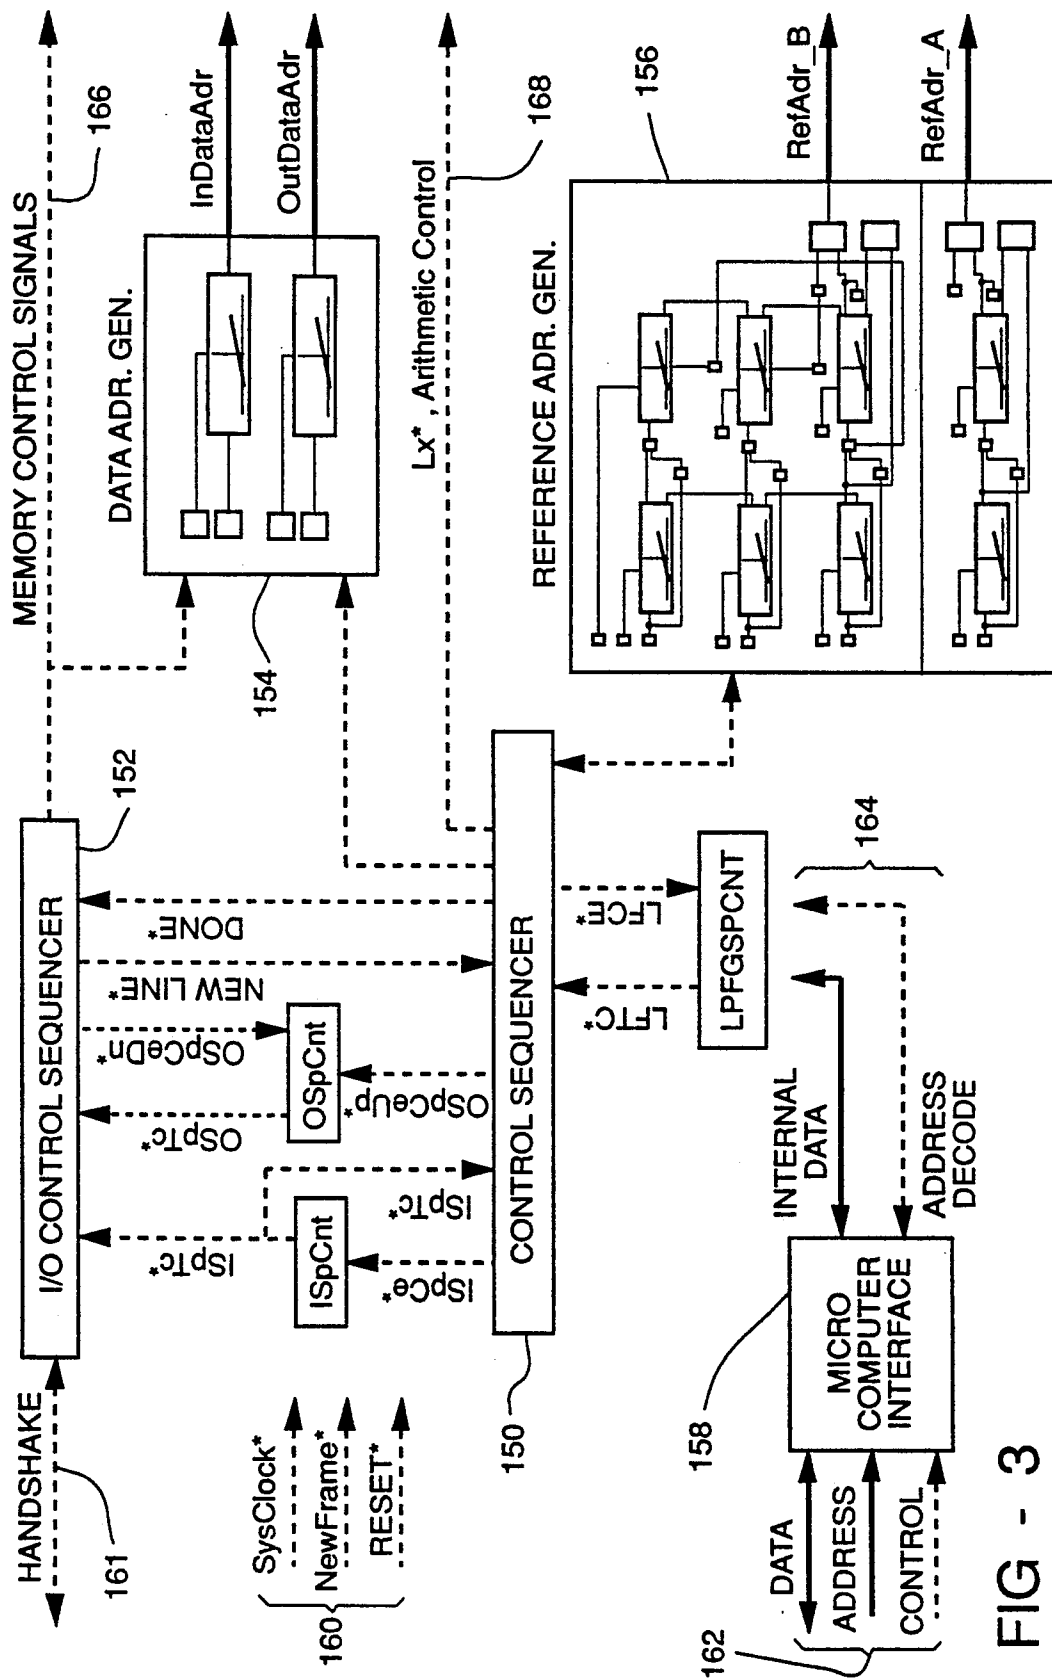 HANDSHAKE
161
I/O CONTROL SEQUENCER
152
MEMORY CONTROL SIGNALS
166
SysClock*
NewFrame*
RESET*
160
ISpTc*
ISpCnt
ISpCe*
ISpTc*
OSpTc*
OSpCeDn*
OSpCnt
OSpCeUp*
NEW LINE*
DONE*
154
DATA ADR. GEN.
InDataAdr
OutDataAdr
150
CONTROL SEQUENCER
Lx*, Arithmetic Control
168
LFTC*
LFCE*
LPFGSPCNT
REFERENCE ADR. GEN.
156
RefAdr_B
RefAdr_A
158
MICRO
COMPUTER
INTERFACE
DATA
ADDRESS
CONTROL
162
INTERNAL
DATA
ADDRESS
DECODE
164
FIG - 3